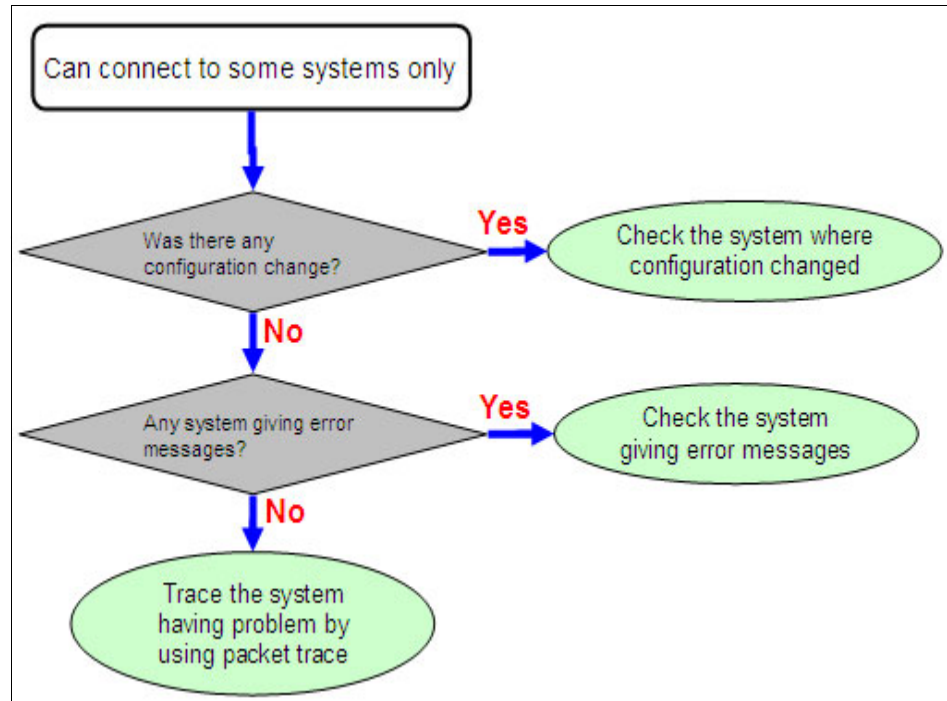 Can connect to some systems only
Was there any
configuration change?
Yes
Check the system where
configuration changed
No
Any system giving error
messages?
Yes
Check the system
giving error messages
No
Trace the system
having problem by
using packet trace